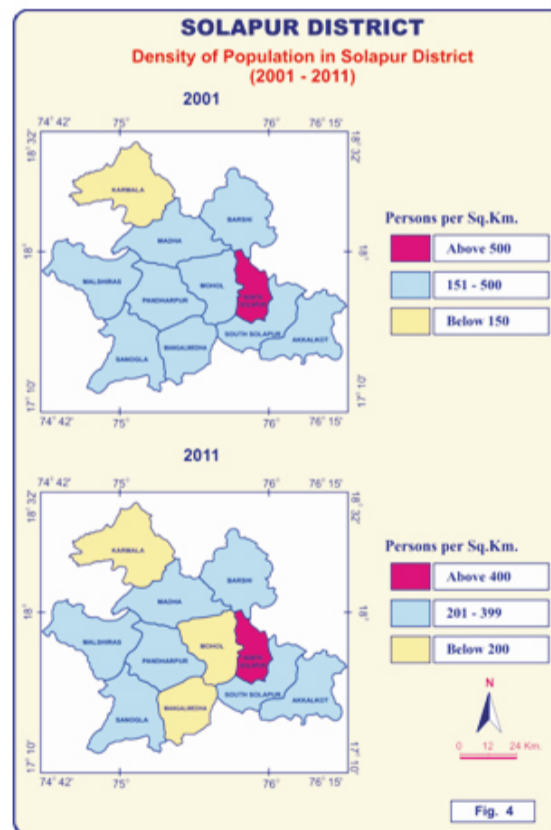 SOLAPUR DISTRICT
Density of Population in Solapur District
(2001 - 2011)
2001
74° 42' 75° 76° 76° 15'
18° 32' 18° 32'
KARMALA
BARSHI
MADHA
18° 18°
MALSHIRAS
MOHOL
PANDHARPUR
NORTH
SOLAPUR
SOUTH SOLAPUR
AKKALKOT
SANOGLA
MANGALWEDHA
17° 10' 17° 10'
74° 42' 75° 76° 76° 15'
Persons per Sq.Km.
Above 500
151 - 500
Below 150
2011
74° 42' 75° 76° 76° 15'
18° 32' 18° 32'
KARMALA
BARSHI
MADHA
18° 18°
MALSHIRAS
MOHOL
PANDHARPUR
NORTH
SOLAPUR
SOUTH SOLAPUR
AKKALKOT
SANOGLA
MANGALWEDHA
17° 10' 17° 10'
74° 42' 75° 76° 76° 15'
Persons per Sq.Km.
Above 400
201 - 399
Below 200
N
0 12 24 Km.
Fig. 4